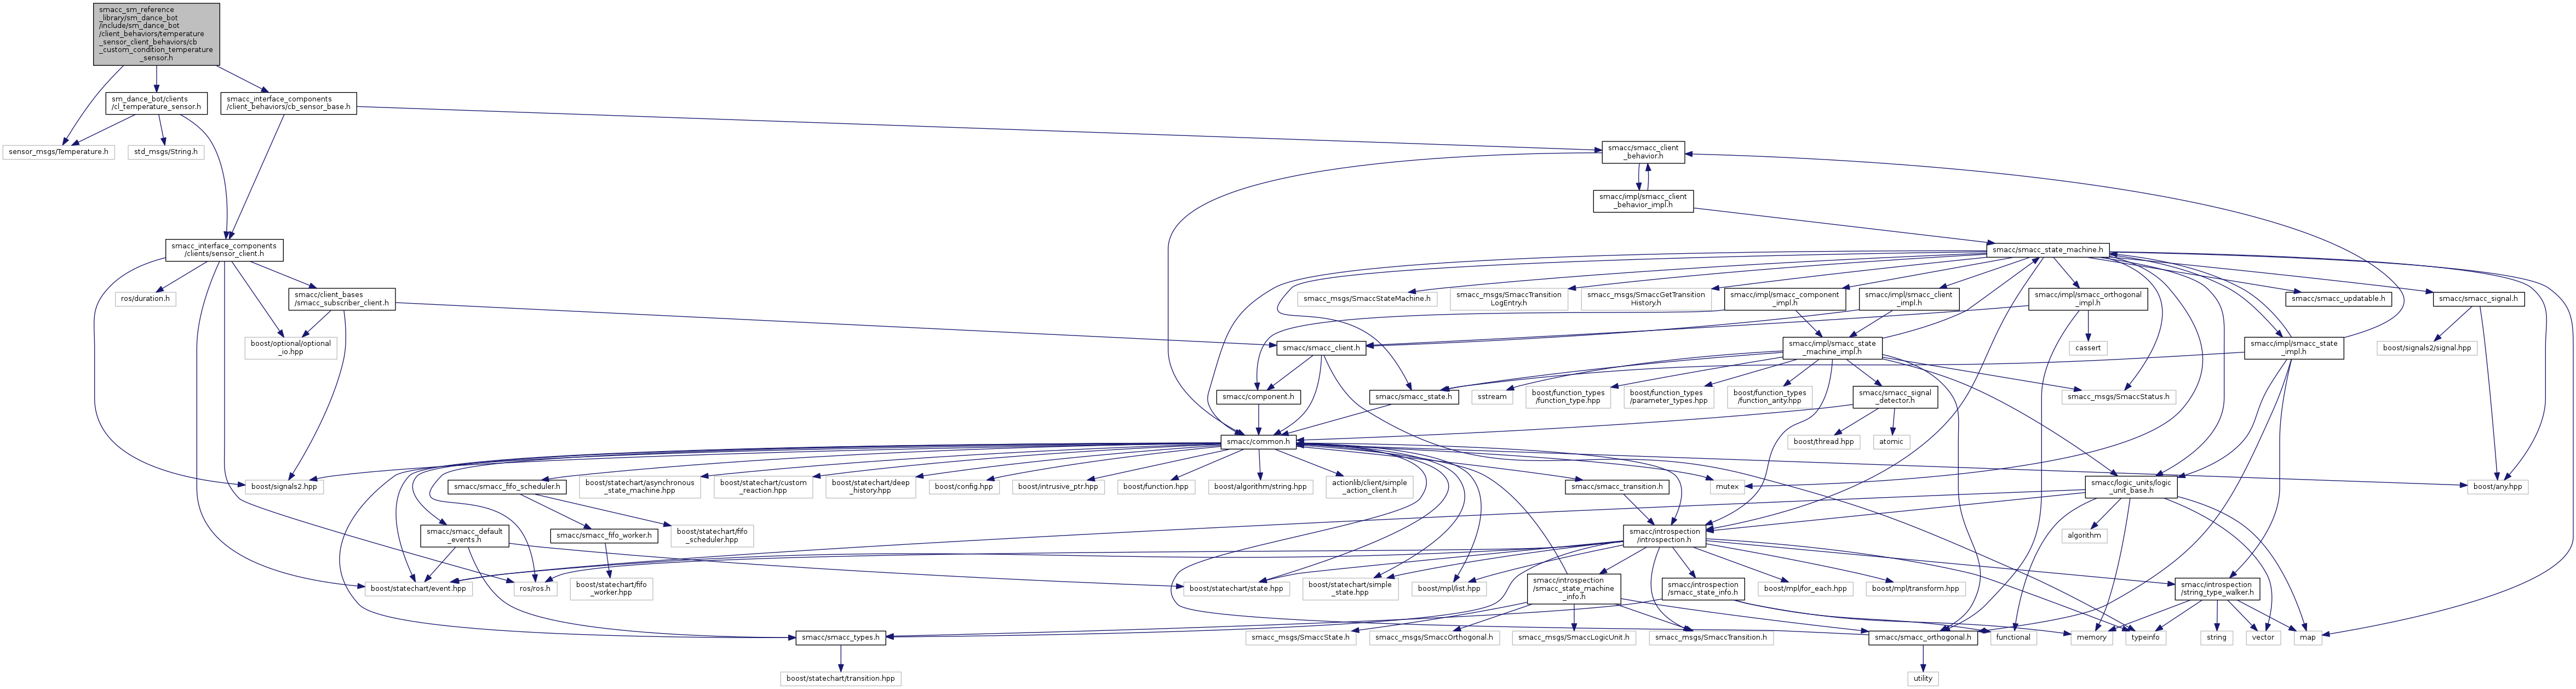 smacc_sm_reference
_library/sm_dance_bot
/include/sm_dance_bot
/client_behaviors/temperature
_sensor_client_behaviors/cb
_custom_condition_temperature
_sensor.h
sm_dance_bot/clients
/cl_temperature_sensor.h
smacc_interface_components
/client_behaviors/cb_sensor_base.h
sensor_msgs/Temperature.h
std_msgs/String.h
smacc/smacc_client
_behavior.h
smacc/impl/smacc_client
_behavior_impl.h
smacc_interface_components
/clients/sensor_client.h
smacc/smacc_state_machine.h
ros/duration.h
smacc/client_bases
/smacc_subscriber_client.h
smacc_msgs/SmaccStateMachine.h
smacc_msgs/SmaccTransition
LogEntry.h
smacc_msgs/SmaccGetTransition
History.h
smacc/impl/smacc_component
_impl.h
smacc/impl/smacc_client
_impl.h
smacc/impl/smacc_orthogonal
_impl.h
smacc/smacc_updatable.h
smacc/smacc_signal.h
boost/optional/optional
_io.hpp
smacc/smacc_client.h
smacc/impl/smacc_state
_machine_impl.h
cassert
smacc/impl/smacc_state
_impl.h
boost/signals2/signal.hpp
smacc/component.h
smacc/smacc_state.h
sstream
boost/function_types
/function_type.hpp
boost/function_types
/parameter_types.hpp
boost/function_types
/function_arity.hpp
smacc/smacc_signal
_detector.h
smacc_msgs/SmaccStatus.h
smacc/common.h
boost/thread.hpp
atomic
boost/signals2.hpp
smacc/smacc_fifo_scheduler.h
boost/statechart/asynchronous
_state_machine.hpp
boost/statechart/custom
_reaction.hpp
boost/statechart/deep
_history.hpp
boost/config.hpp
boost/intrusive_ptr.hpp
boost/function.hpp
boost/algorithm/string.hpp
actionlib/client/simple
_action_client.h
smacc/smacc_transition.h
mutex
smacc/logic_units/logic
_unit_base.h
boost/any.hpp
smacc/smacc_default
_events.h
smacc/smacc_fifo_worker.h
boost/statechart/fifo
_scheduler.hpp
smacc/introspection
/introspection.h
algorithm
boost/statechart/event.hpp
ros/ros.h
boost/statechart/fifo
_worker.hpp
boost/statechart/state.hpp
boost/statechart/simple
_state.hpp
boost/mpl/list.hpp
smacc/introspection
/smacc_state_machine
_info.h
smacc/introspection
/smacc_state_info.h
boost/mpl/for_each.hpp
boost/mpl/transform.hpp
smacc/introspection
/string_type_walker.h
smacc/smacc_types.h
smacc_msgs/SmaccState.h
smacc_msgs/SmaccOrthogonal.h
smacc_msgs/SmaccLogicUnit.h
smacc_msgs/SmaccTransition.h
smacc/smacc_orthogonal.h
functional
memory
typeinfo
string
vector
map
boost/statechart/transition.hpp
utility